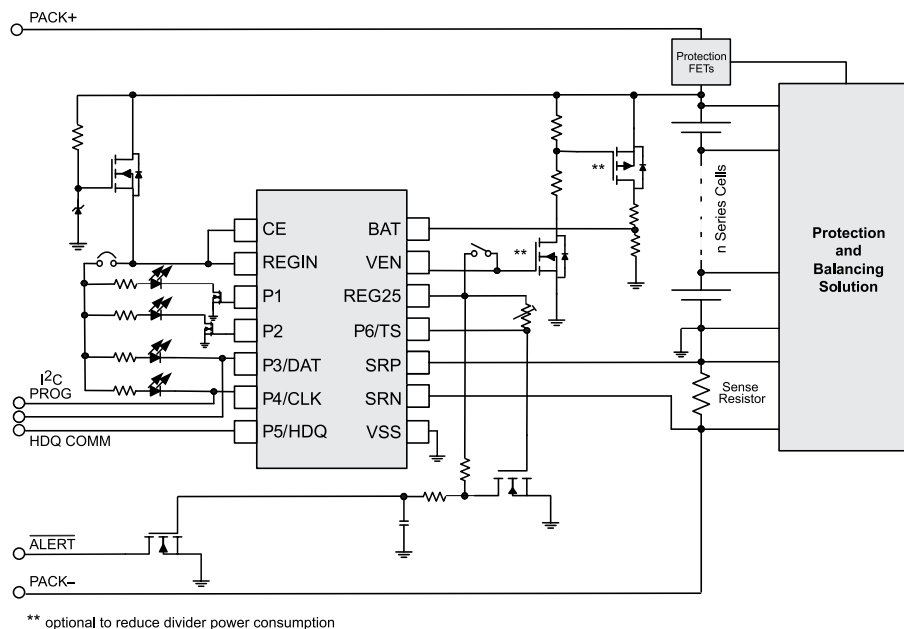 PACK+
Protection
FETs
**
n Series Cells
Protection
and
Balancing
Solution
CE
REGIN
P1
P2
P3/DAT
P4/CLK
P5/HDQ
BAT
VEN
REG25
P6/TS
SRP
SRN
VSS
**
I2C
PROG
HDQ COMM
Sense
Resistor
ALERT
PACK–
** optional to reduce divider power consumption